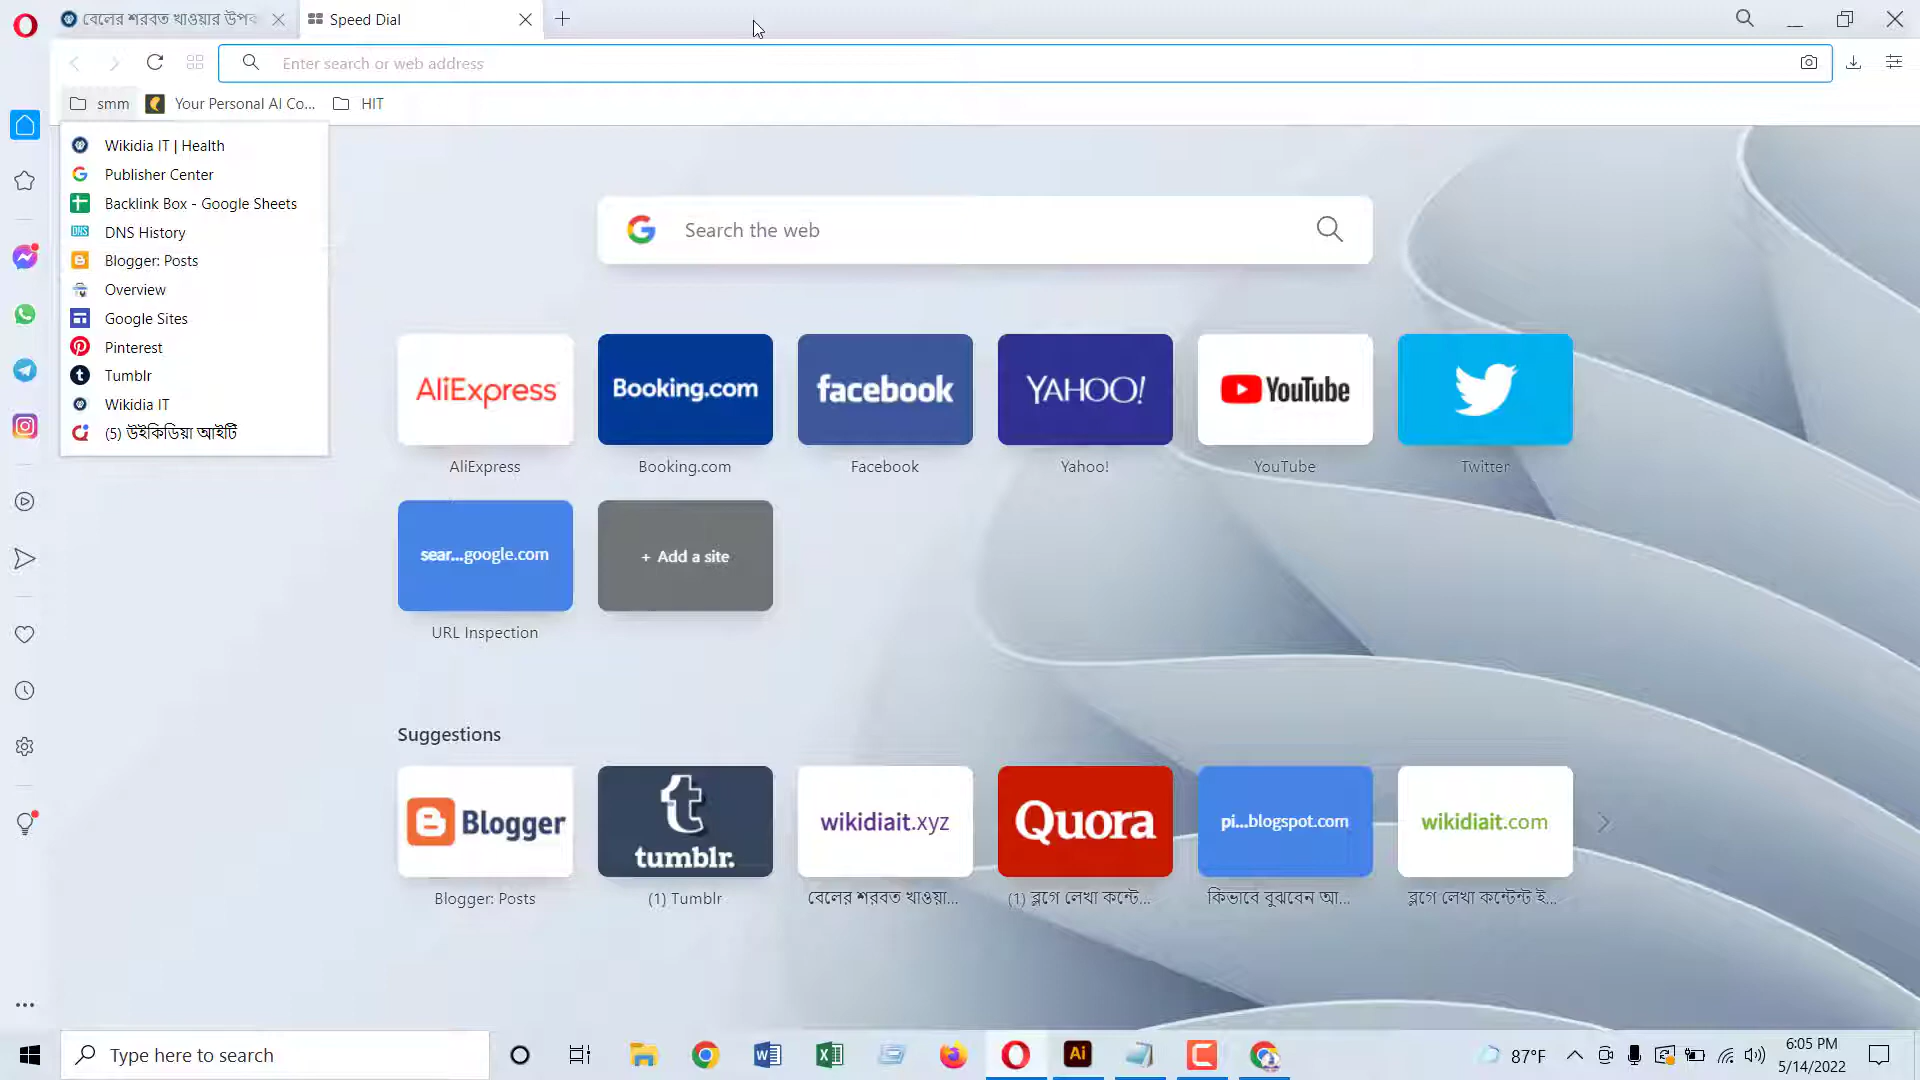 বেলের শরবত খাওয়ার উপক
Speed Dial
Enter search or web address
smm
Your Personal AI Co...
HIT
Wikidia IT | Health
Publisher Center
Backlink Box - Google Sheets
DNS History
Blogger: Posts
Overview
Google Sites
Pinterest
Tumblr
Wikidia IT
(5) উইকিডিয়া আইটি
Search the web
AliExpress
Booking.com
facebook
YAHOO!
YouTube
AliExpress
Booking.com
Facebook
Yahoo!
YouTube
Twitter
sear...google.com
+ Add a site
URL Inspection
Suggestions
Blogger
tumblr.
wikidiait.xyz
Quora
pi...blogspot.com
wikidiait.com
Blogger: Posts
(1) Tumblr
বেলের শরবত খাওয়া...
(1) ব্লগে লেখা কন্টে...
কিভাবে বুঝবেন আ...
ব্লগে লেখা কন্টেন্ট ই...
Type here to search
Ai
87°F
6:05 PM
5/14/2022